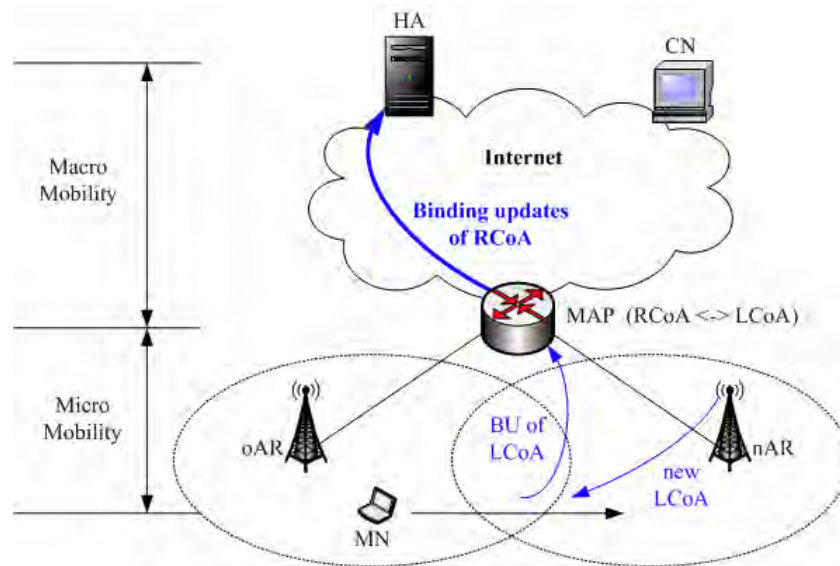 HA
CN
Internet
Macro
Mobility
Binding updates
of RCoA
MAP (RCoA <-> LCoA)
Micro
Mobility
oAR
BU of
LCoA
nAR
new
LCoA
MN